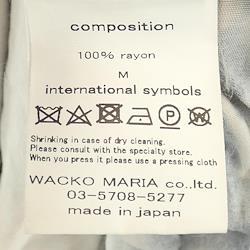 composition
100% rayon
M
international symbols
P W
Shrinking in case of dry cleaning.
Please consult with the specialty store.
When you press it please use a pressing cloth
WACKO MARIA co.,ltd.
03-5708-5277
made in japan